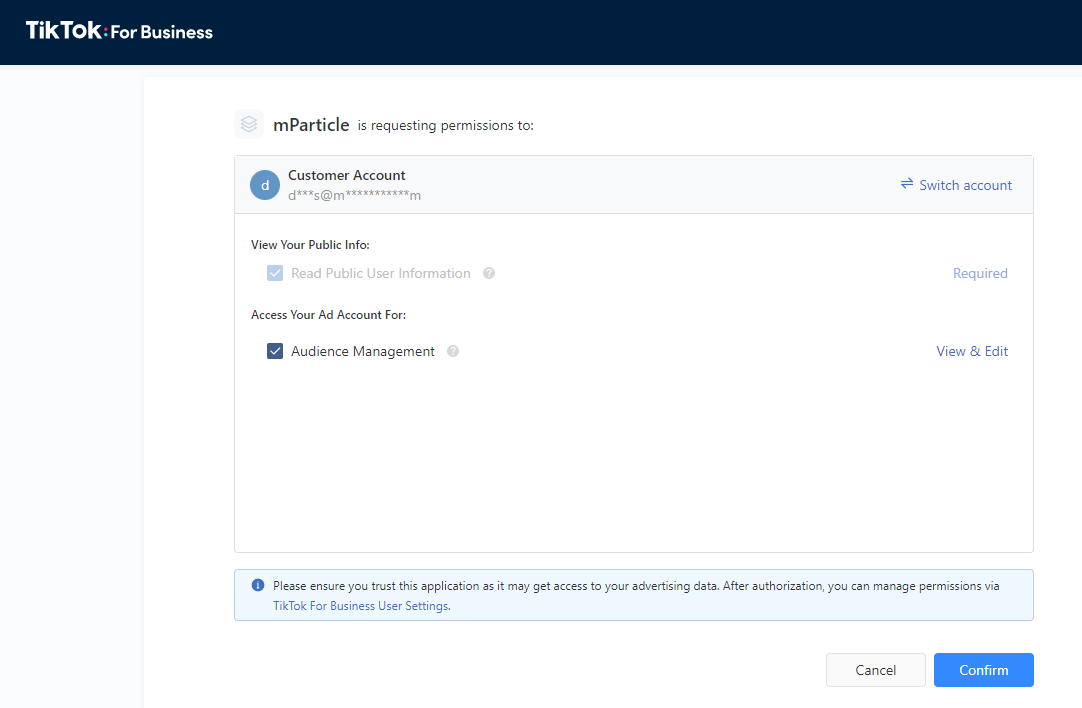 TikTok: For Business
mParticle is requesting permissions to:
d
Customer Account
d***s@m***********m
Switch account
View Your Public Info:
Read Public User Information ? Required
Access Your Ad Account For:
Audience Management ? View & Edit
Please ensure you trust this application as it may get access to your advertising data. After authorization, you can manage permissions via
TikTok For Business User Settings.
Cancel Confirm